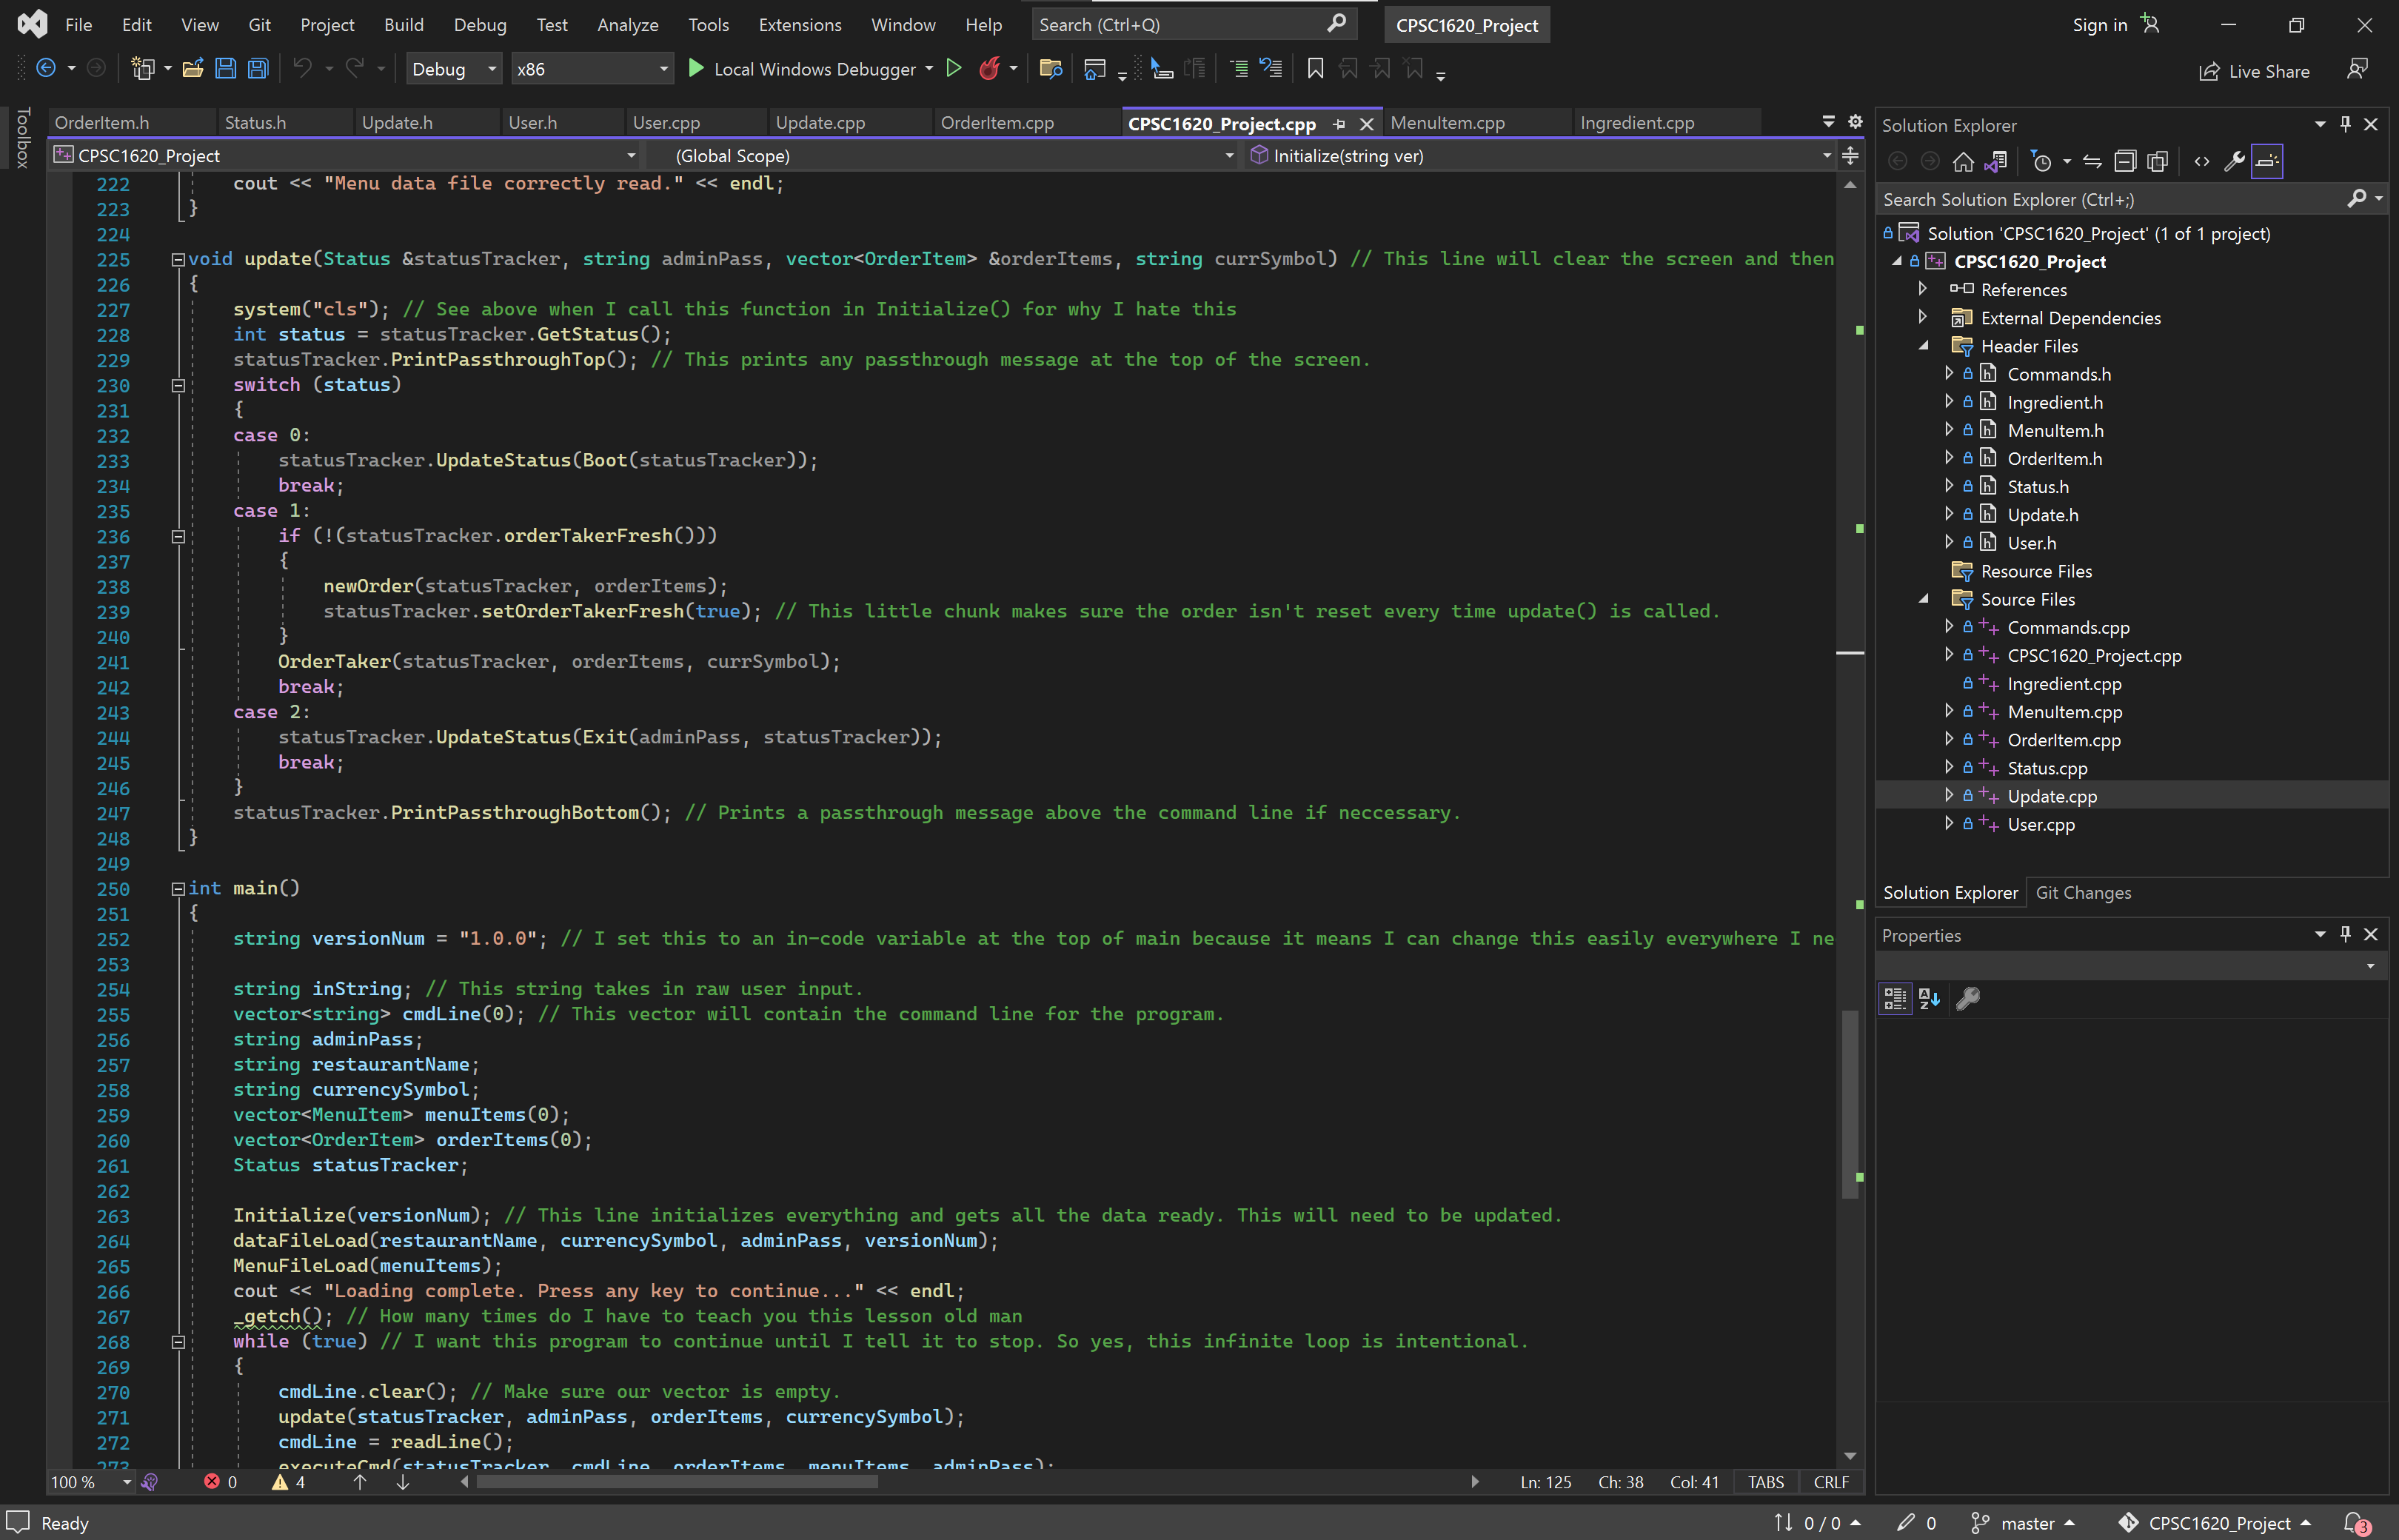 File Edit View Git Project Build Debug Test Analyze Tools Extensions Window Help Search (Ctrl+Q) CPSC1620_Project Sign in
Debug x86 Local Windows Debugger Live Share
Toolbox
OrderItem.h Status.h Update.h User.h User.cpp Update.cpp OrderItem.cpp CPSC1620_Project.cpp MenuItem.cpp Ingredient.cpp
CPSC1620_Project (Global Scope) Initialize(string ver)
222 cout << "Menu data file correctly read." << endl;
223 }
224
225 void update(Status &statusTracker, string adminPass, vector<OrderItem> &orderItems, string currSymbol) // This line will clear the screen and then
226 {
227 system("cls"); // See above when I call this function in Initialize() for why I hate this
228 int status = statusTracker.GetStatus();
229 statusTracker.PrintPassthroughTop(); // This prints any passthrough message at the top of the screen.
230 switch (status)
231 {
232 case 0:
233 statusTracker.UpdateStatus(Boot(statusTracker));
234 break;
235 case 1:
236 if (!(statusTracker.orderTakerFresh()))
237 {
238 newOrder(statusTracker, orderItems);
239 statusTracker.setOrderTakerFresh(true); // This little chunk makes sure the order isn't reset every time update() is called.
240 }
241 OrderTaker(statusTracker, orderItems, currSymbol);
242 break;
243 case 2:
244 statusTracker.UpdateStatus(Exit(adminPass, statusTracker));
245 break;
246 }
247 statusTracker.PrintPassthroughBottom(); // Prints a passthrough message above the command line if neccessary.
248 }
249
250 int main()
251 {
252 string versionNum = "1.0.0"; // I set this to an in-code variable at the top of main because it means I can change this easily everywhere I ne
253
254 string inString; // This string takes in raw user input.
255 vector<string> cmdLine(0); // This vector will contain the command line for the program.
256 string adminPass;
257 string restaurantName;
258 string currencySymbol;
259 vector<MenuItem> menuItems(0);
260 vector<OrderItem> orderItems(0);
261 Status statusTracker;
262
263 Initialize(versionNum); // This line initializes everything and gets all the data ready. This will need to be updated.
264 dataFileLoad(restaurantName, currencySymbol, adminPass, versionNum);
265 MenuFileLoad(menuItems);
266 cout << "Loading complete. Press any key to continue..." << endl;
267 _getch(); // How many times do I have to teach you this lesson old man
268 while (true) // I want this program to continue until I tell it to stop. So yes, this infinite loop is intentional.
269 {
270 cmdLine.clear(); // Make sure our vector is empty.
271 update(statusTracker, adminPass, orderItems, currencySymbol);
272 cmdLine = readLine();
273 executeCmd(statusTracker, cmdLine, orderItems, menuItems, adminPass);
100 % 0 4 Ln: 125 Ch: 38 Col: 41 TABS CRLF
Solution Explorer
Search Solution Explorer (Ctrl+;)
Solution 'CPSC1620_Project' (1 of 1 project)
CPSC1620_Project
References
External Dependencies
Header Files
Commands.h
Ingredient.h
MenuItem.h
OrderItem.h
Status.h
Update.h
User.h
Resource Files
Source Files
Commands.cpp
CPSC1620_Project.cpp
Ingredient.cpp
MenuItem.cpp
OrderItem.cpp
Status.cpp
Update.cpp
User.cpp
Solution Explorer Git Changes
Properties
Ready 0 / 0 0 master CPSC1620_Project 3